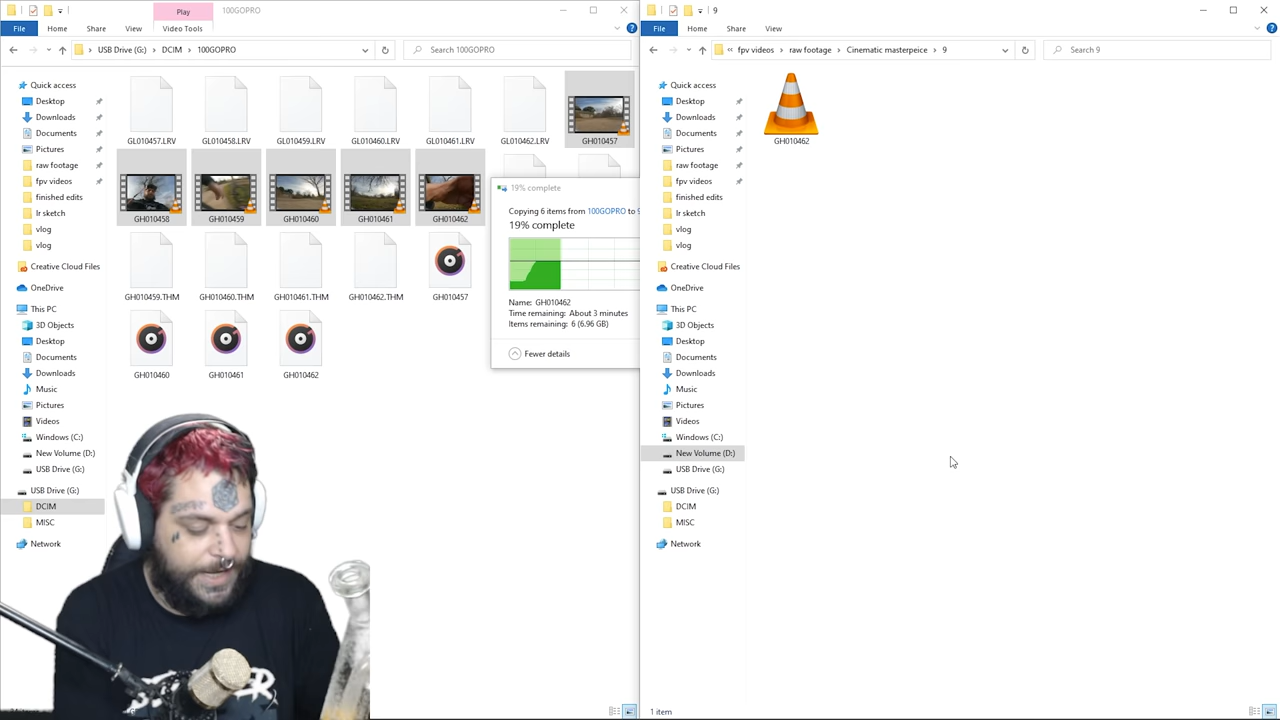 Play
100GOPRO
File
Home
Share
View
Video Tools
USB Drive (G:)
DCIM
100GOPRO
Search 100GOPRO
Quick access
Desktop
Downloads
Documents
Pictures
raw footage
fpv videos
finished edits
lr sketch
vlog
vlog
Creative Cloud Files
OneDrive
This PC
3D Objects
Desktop
Documents
Downloads
Music
Pictures
Videos
Windows (C:)
New Volume (D:)
USB Drive (G:)
USB Drive (G:)
DCIM
MISC
Network
GL010457.LRV
GL010458.LRV
GL010459.LRV
GL010460.LRV
GL010461.LRV
GL010462.LRV
GH010457
GH010458
GH010459
GH010460
GH010461
GH010462
GH010459.THM
GH010460.THM
GH010461.THM
GH010462.THM
GH010457
GH010460
GH010461
GH010462
19% complete
Copying 6 items from 100GOPRO to 9
19% complete
Name: GH010462
Time remaining: About 3 minutes
Items remaining: 6 (6.96 GB)
Fewer details
9
File
Home
Share
View
fpv videos
raw footage
Cinematic masterpeice
9
Search 9
Quick access
Desktop
Downloads
Documents
Pictures
raw footage
fpv videos
finished edits
lr sketch
vlog
vlog
Creative Cloud Files
OneDrive
This PC
3D Objects
Desktop
Documents
Downloads
Music
Pictures
Videos
Windows (C:)
New Volume (D:)
USB Drive (G:)
USB Drive (G:)
DCIM
MISC
Network
GH010462
1 item